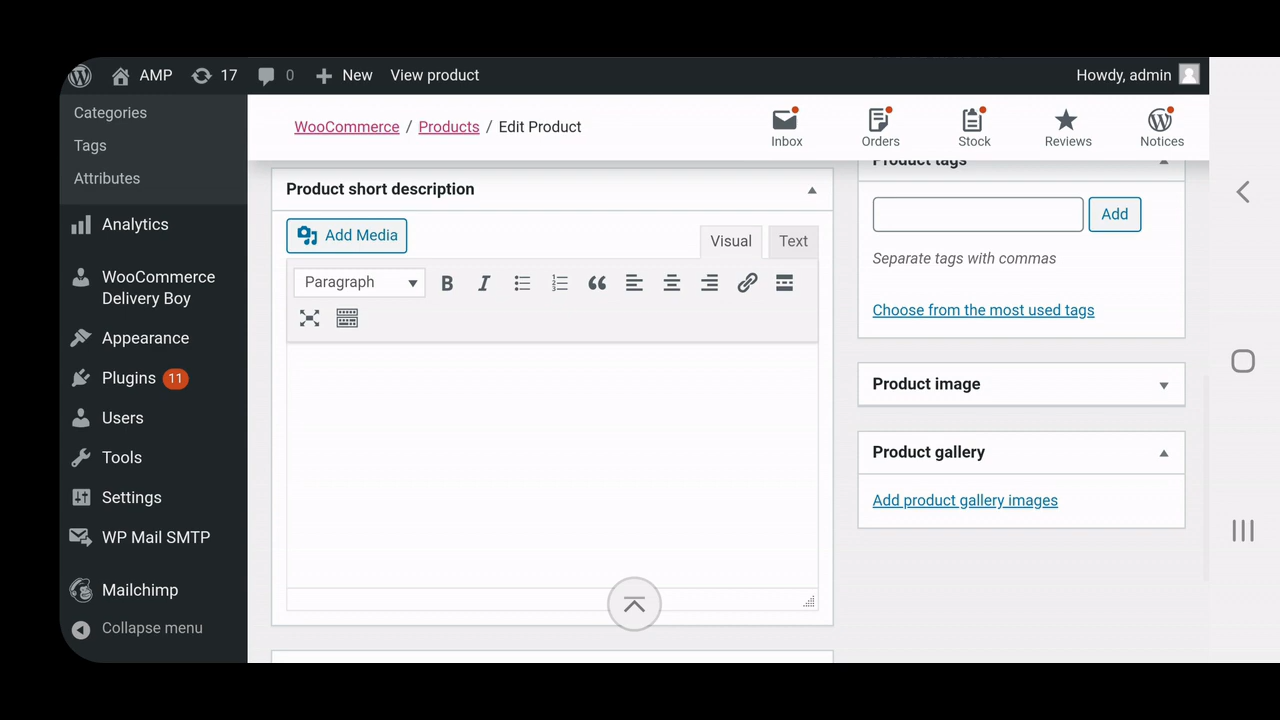 AMP
17
0
New
View product
Howdy, admin
Categories
Tags
Attributes
Analytics
WooCommerce
Delivery Boy
Appearance
Plugins 11
Users
Tools
Settings
WP Mail SMTP
Mailchimp
Collapse menu
WooCommerce / Products / Edit Product
Inbox
Orders
Stock
Reviews
Notices
Product short description
Add Media
Visual
Text
Paragraph
Product tags
Add
Separate tags with commas
Choose from the most used tags
Product image
Product gallery
Add product gallery images